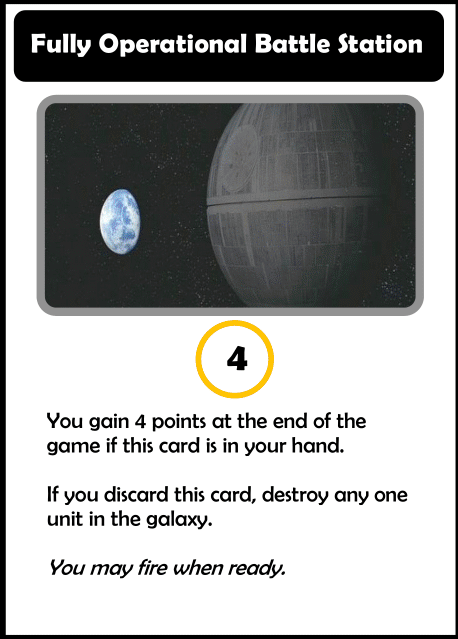 Fully Operational Battle Station
4
You gain 4 points at the end of the
game if this card is in your hand.
If you discard this card, destroy any one
unit in the galaxy.
You may fire when ready.